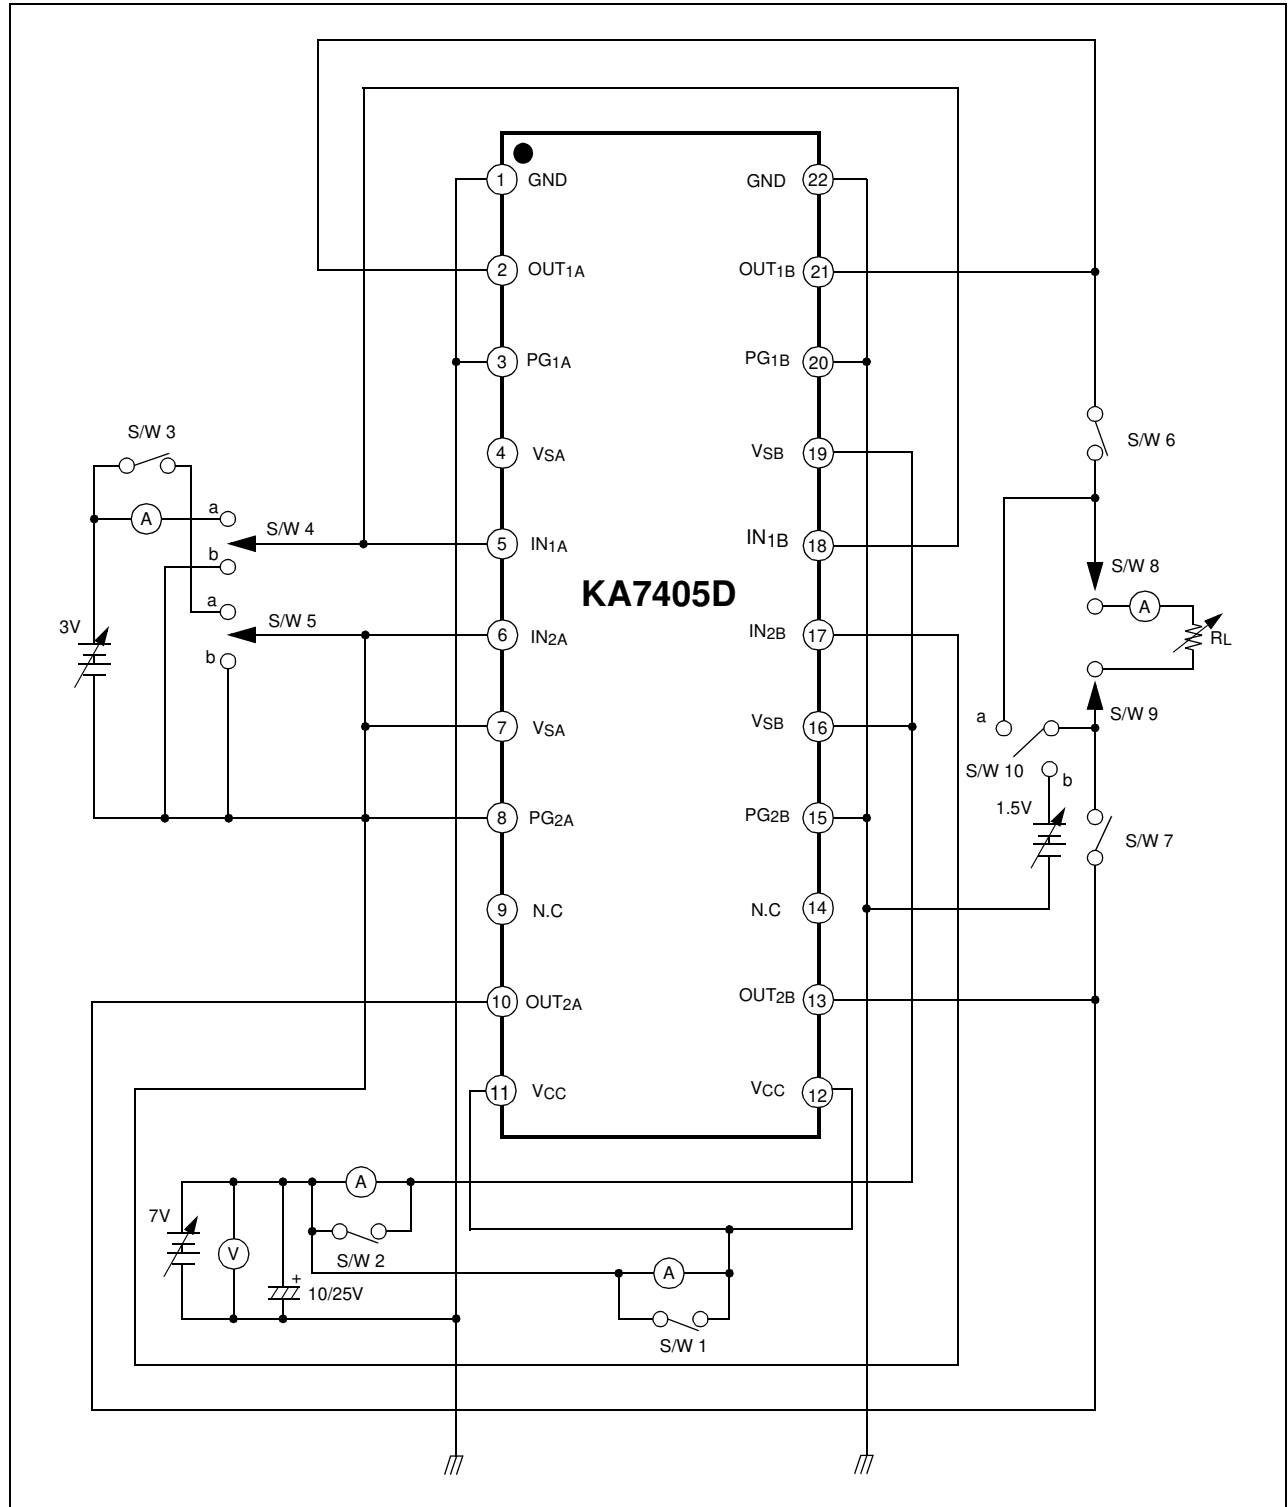 1 GND
GND 22
2 OUT1A
OUT1B 21
3 PG1A
PG1B 20
S/W 3
4 VSA
VSB 19
S/W 6
a
A
S/W 4
5 IN1A
IN1B 18
b
S/W 8
KA7405D
a
A
3V
S/W 5
6 IN2A
IN2B 17
RL
b
S/W 9
7 VSA
VSB 16
a
S/W 10
b
8 PG2A
PG2B 15
1.5V
S/W 7
9 N.C
N.C 14
10 OUT2A
OUT2B 13
11 VCC
VCC 12
A
7V
V
S/W 2
A
+
10/25V
S/W 1